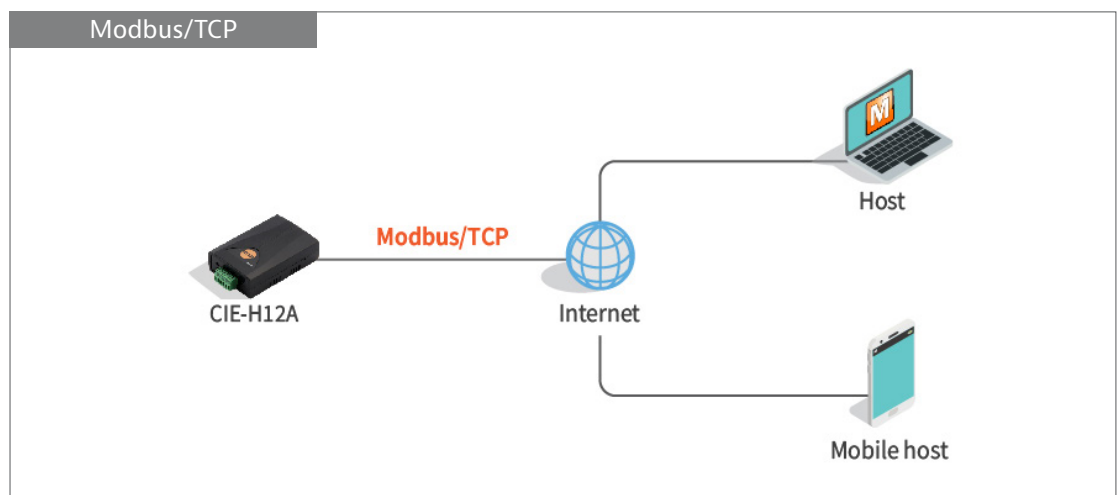 Modbus/TCP
M
Host
Modbus/TCP
CIE-H12A
Internet
Mobile host